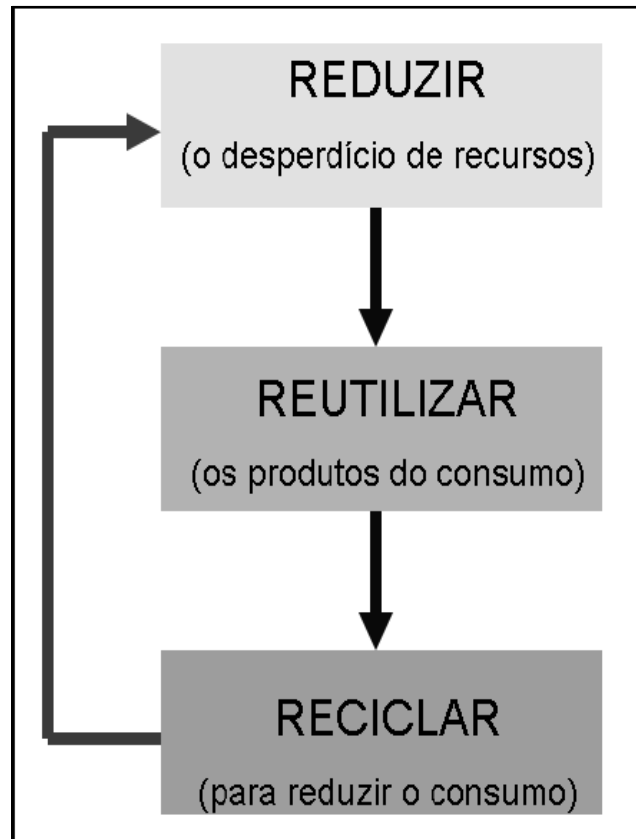 REDUZIR
(o desperdício de recursos)
REUTILIZAR
(os produtos do consumo)
RECICLAR
(para reduzir o consumo)